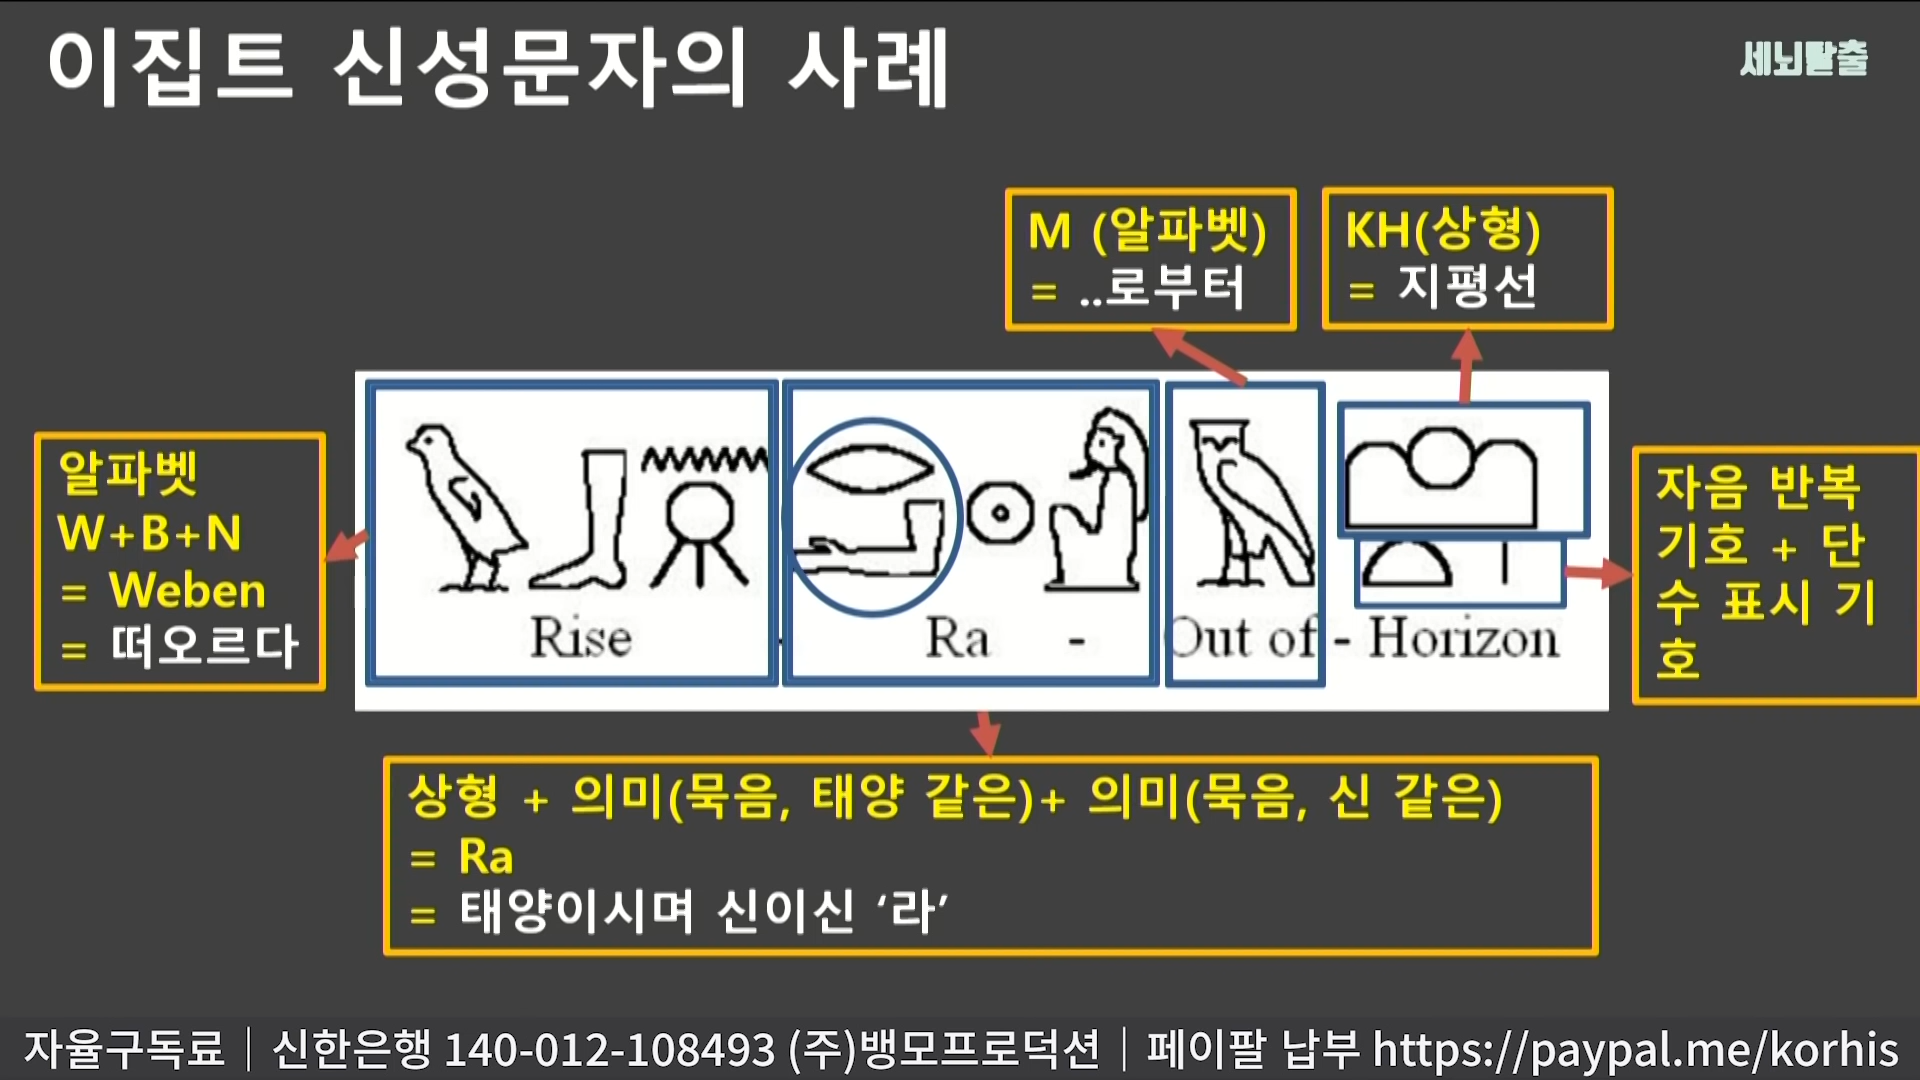 이집트 신성문자의 사례
세뇌탈출
M (알파벳)
= ..로부터
KH(상형)
= 지평선
알파벳
W+B+N
= Weben
= 떠오르다
Rise
-
Ra
-
Out of
- Horizon
자음 반복
기호 + 단
수 표시 기
호
상형 + 의미(묵음, 태양 같은)+ 의미(묵음, 신 같은)
= Ra
= 태양이시며 신이신 ‘라’
자율구독료│신한은행 140-012-108493 (주)뱅모프로덕션│페이팔 납부 https://paypal.me/korhis